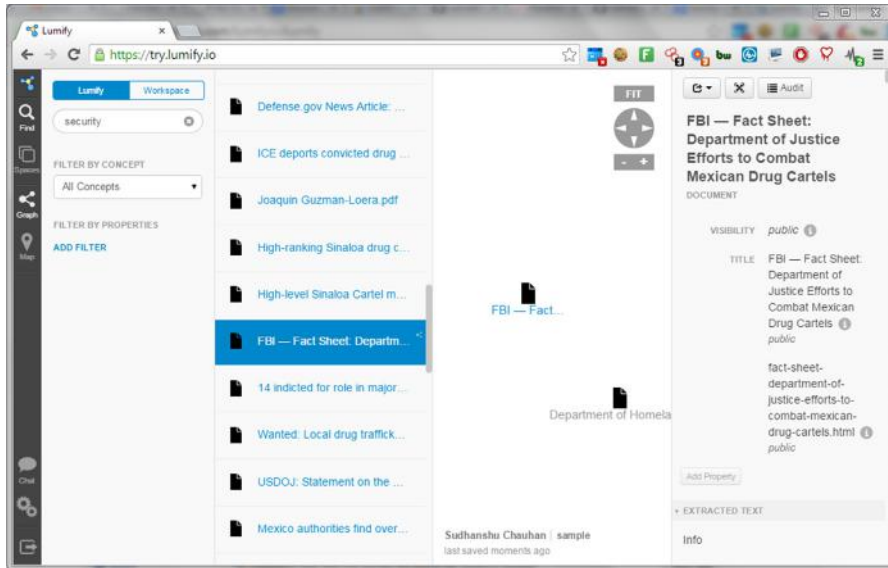 Lumify
https://try.lumify.io
Find
Spaces
Graph
Map
Chat
Lumify Workspace
security
FILTER BY CONCEPT
All Concepts
FILTER BY PROPERTIES
ADD FILTER
Defense.gov News Article: ...
ICE deports convicted drug ...
Joaquin Guzman-Loera.pdf
High-ranking Sinaloa drug c...
High-level Sinaloa Cartel m...
FBI — Fact Sheet: Departm...
14 indicted for role in major...
Wanted: Local drug traffick...
USDOJ: Statement on the ...
Mexico authorities find over...
FIT
- +
FBI — Fact...
Department of Homela
Sudhanshu Chauhan | sample
last saved moments ago
Audit
FBI — Fact Sheet:
Department of Justice
Efforts to Combat
Mexican Drug Cartels
DOCUMENT
VISIBILITY public
TITLE FBI — Fact Sheet:
Department of
Justice Efforts to
Combat Mexican
Drug Cartels
public
fact-sheet-
department-of-
justice-efforts-to-
combat-mexican-
drug-cartels.html
public
Add Property
EXTRACTED TEXT
Info